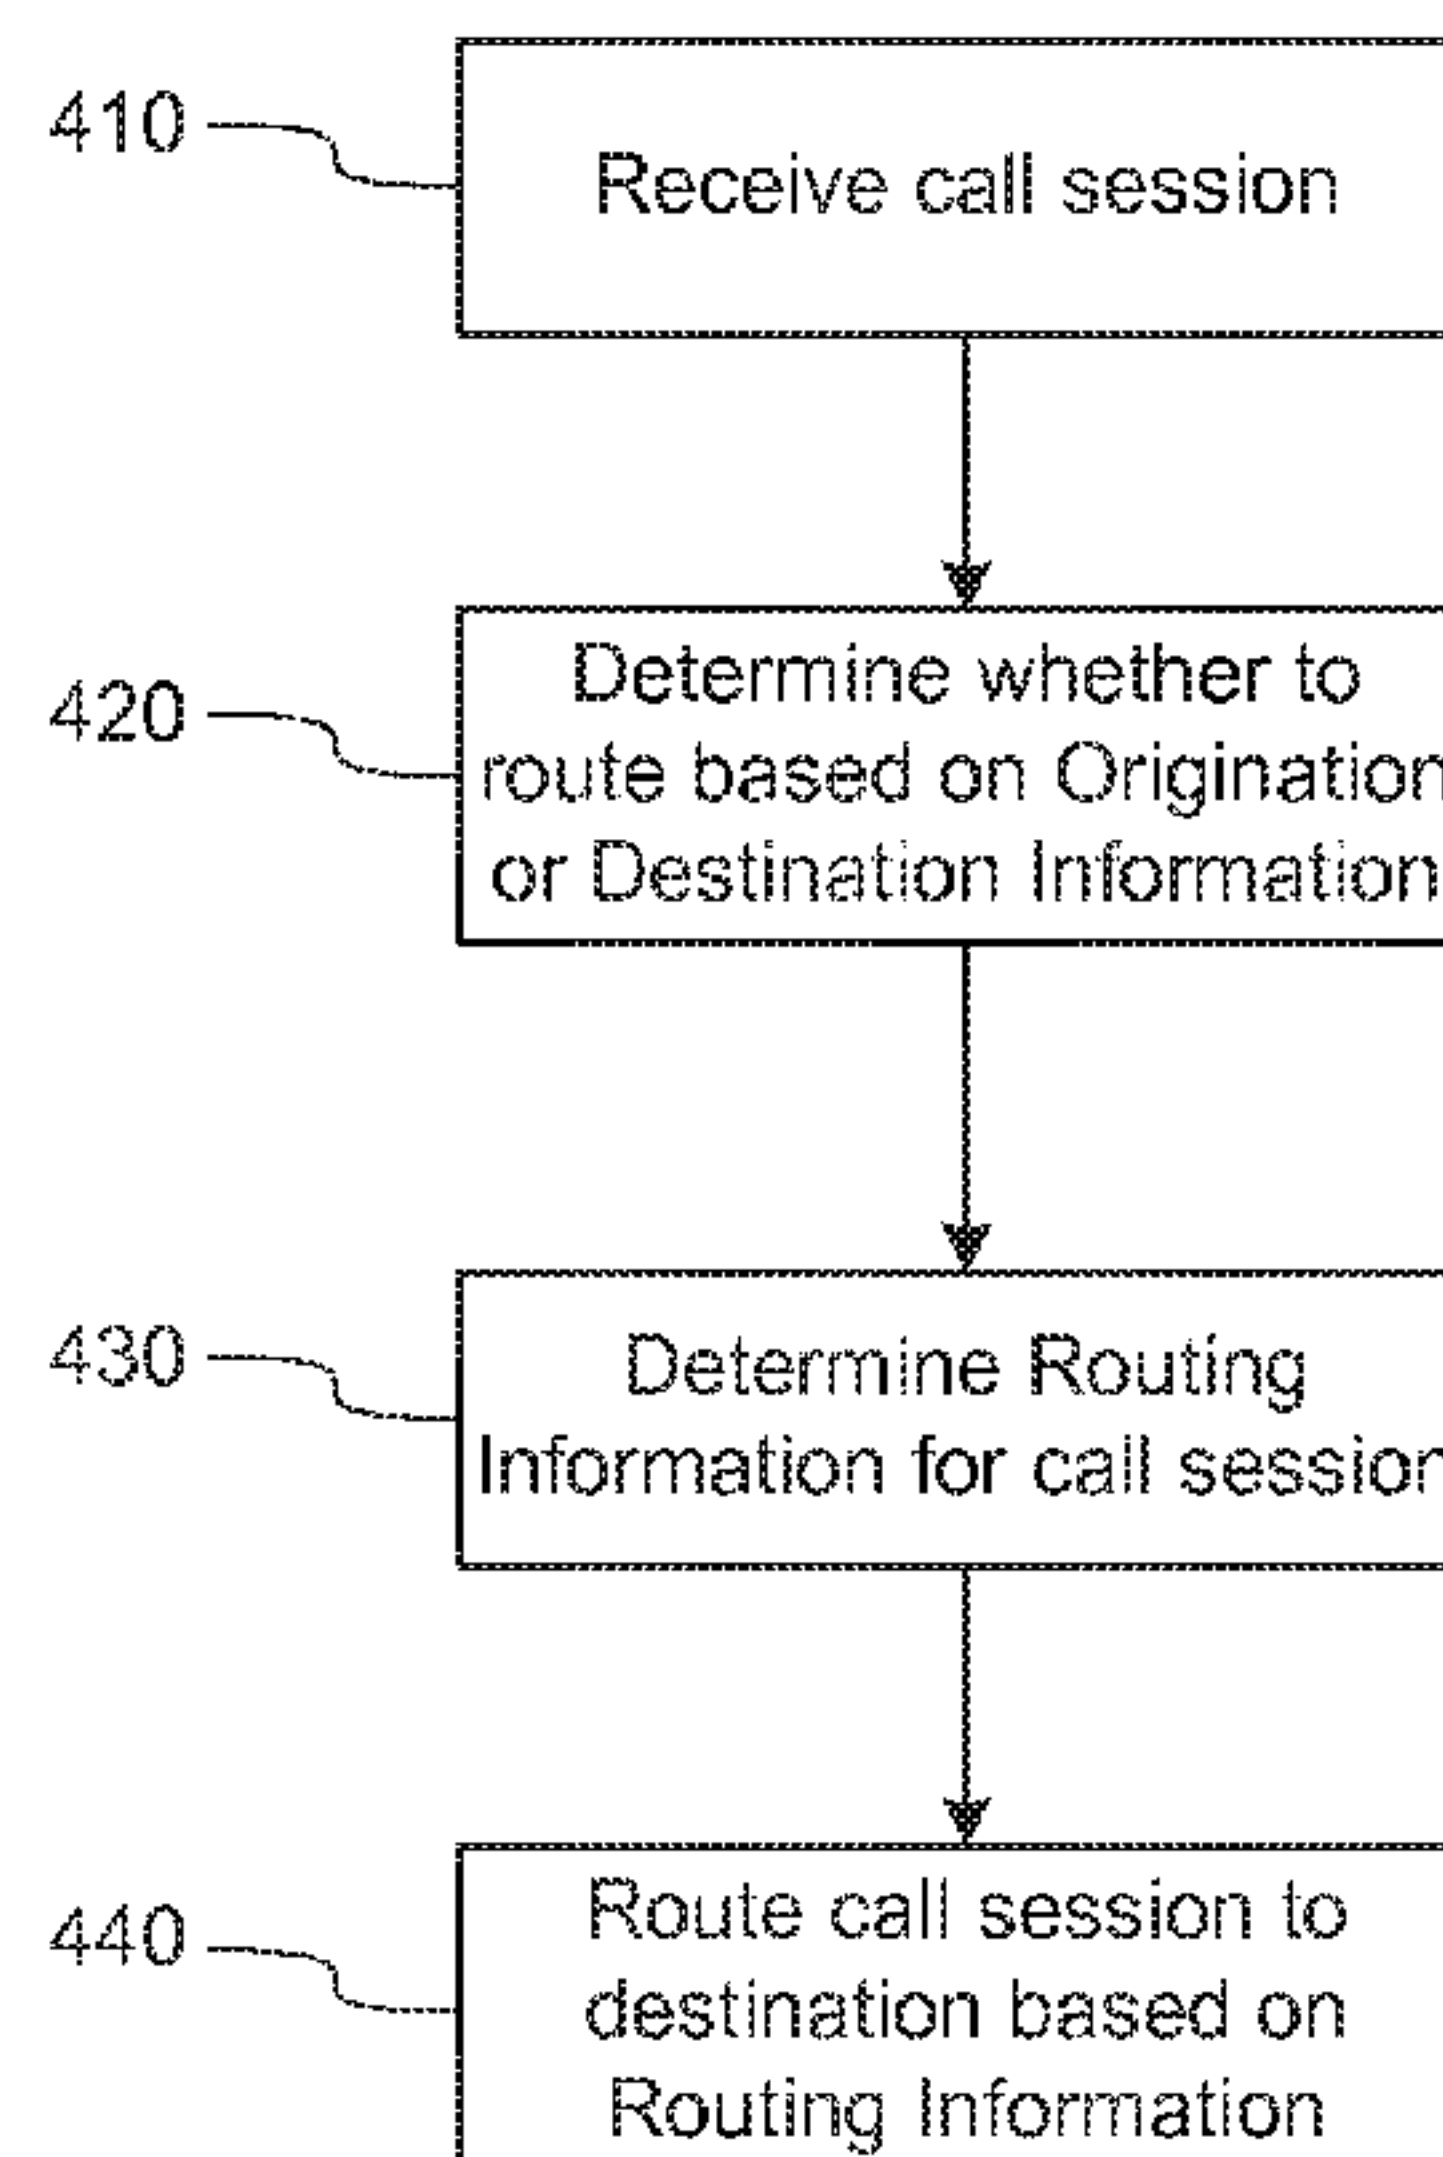 410
Receive call session
420
Determine whether to
route based on Origination
or Destination Information
430
Determine Routing
Information for call session
440
Route call session to
destination based on
Routing Information